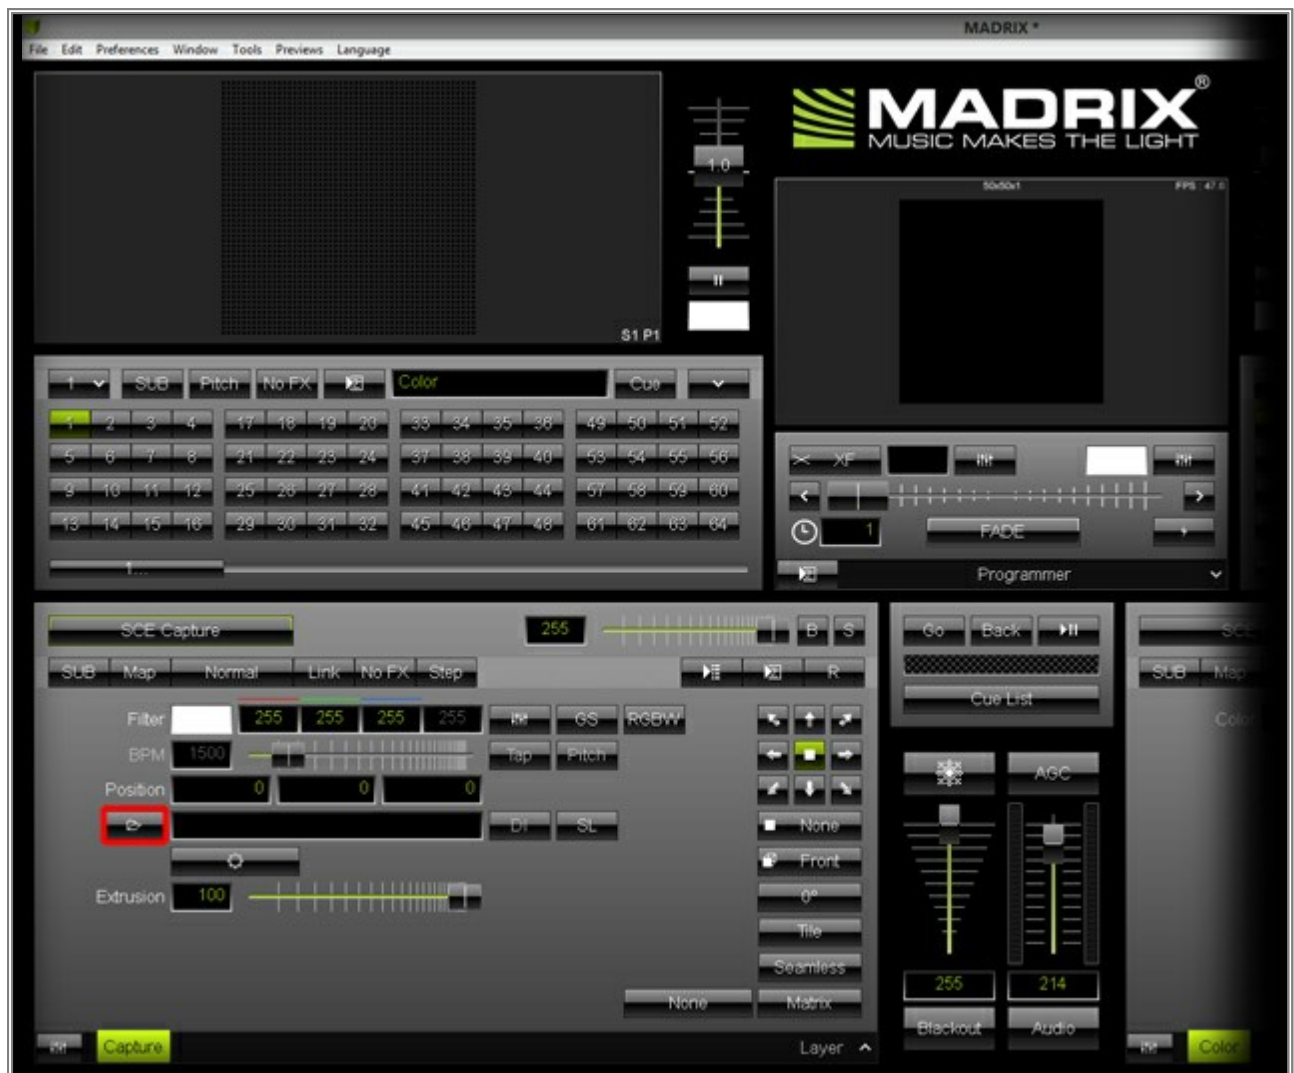 MADRIX *
File Edit Preferences Window Tools Previews Language
MADRIX®
MUSIC MAKES THE LIGHT
1.0
50x50x1 FPS: 47.0
S1 P1
1 SUB Pitch No FX Color Cue
1 2 3 4 17 18 19 20 33 34 35 36 49 50 51 52
5 6 7 8 21 22 23 24 37 38 39 40 53 54 55 56
9 10 11 12 25 26 27 28 41 42 43 44 57 58 59 60
13 14 15 16 29 30 31 32 45 46 47 48 61 62 63 64
1...
XF
1 FADE
Programmer
SCE Capture 255 B S
SUB Map Normal Link No FX Step R
Filter 255 255 255 255 GS RGBW
BPM 1500 Tap Pitch
Position 0 0 0
DI SL None
Front
Extrusion 100 0°
Tile
Seamless
None Matrix
Capture Layer
Go Back
Cue List
AGC
255 214
Blackout Audio
SCE
SUB Map
Color
Color